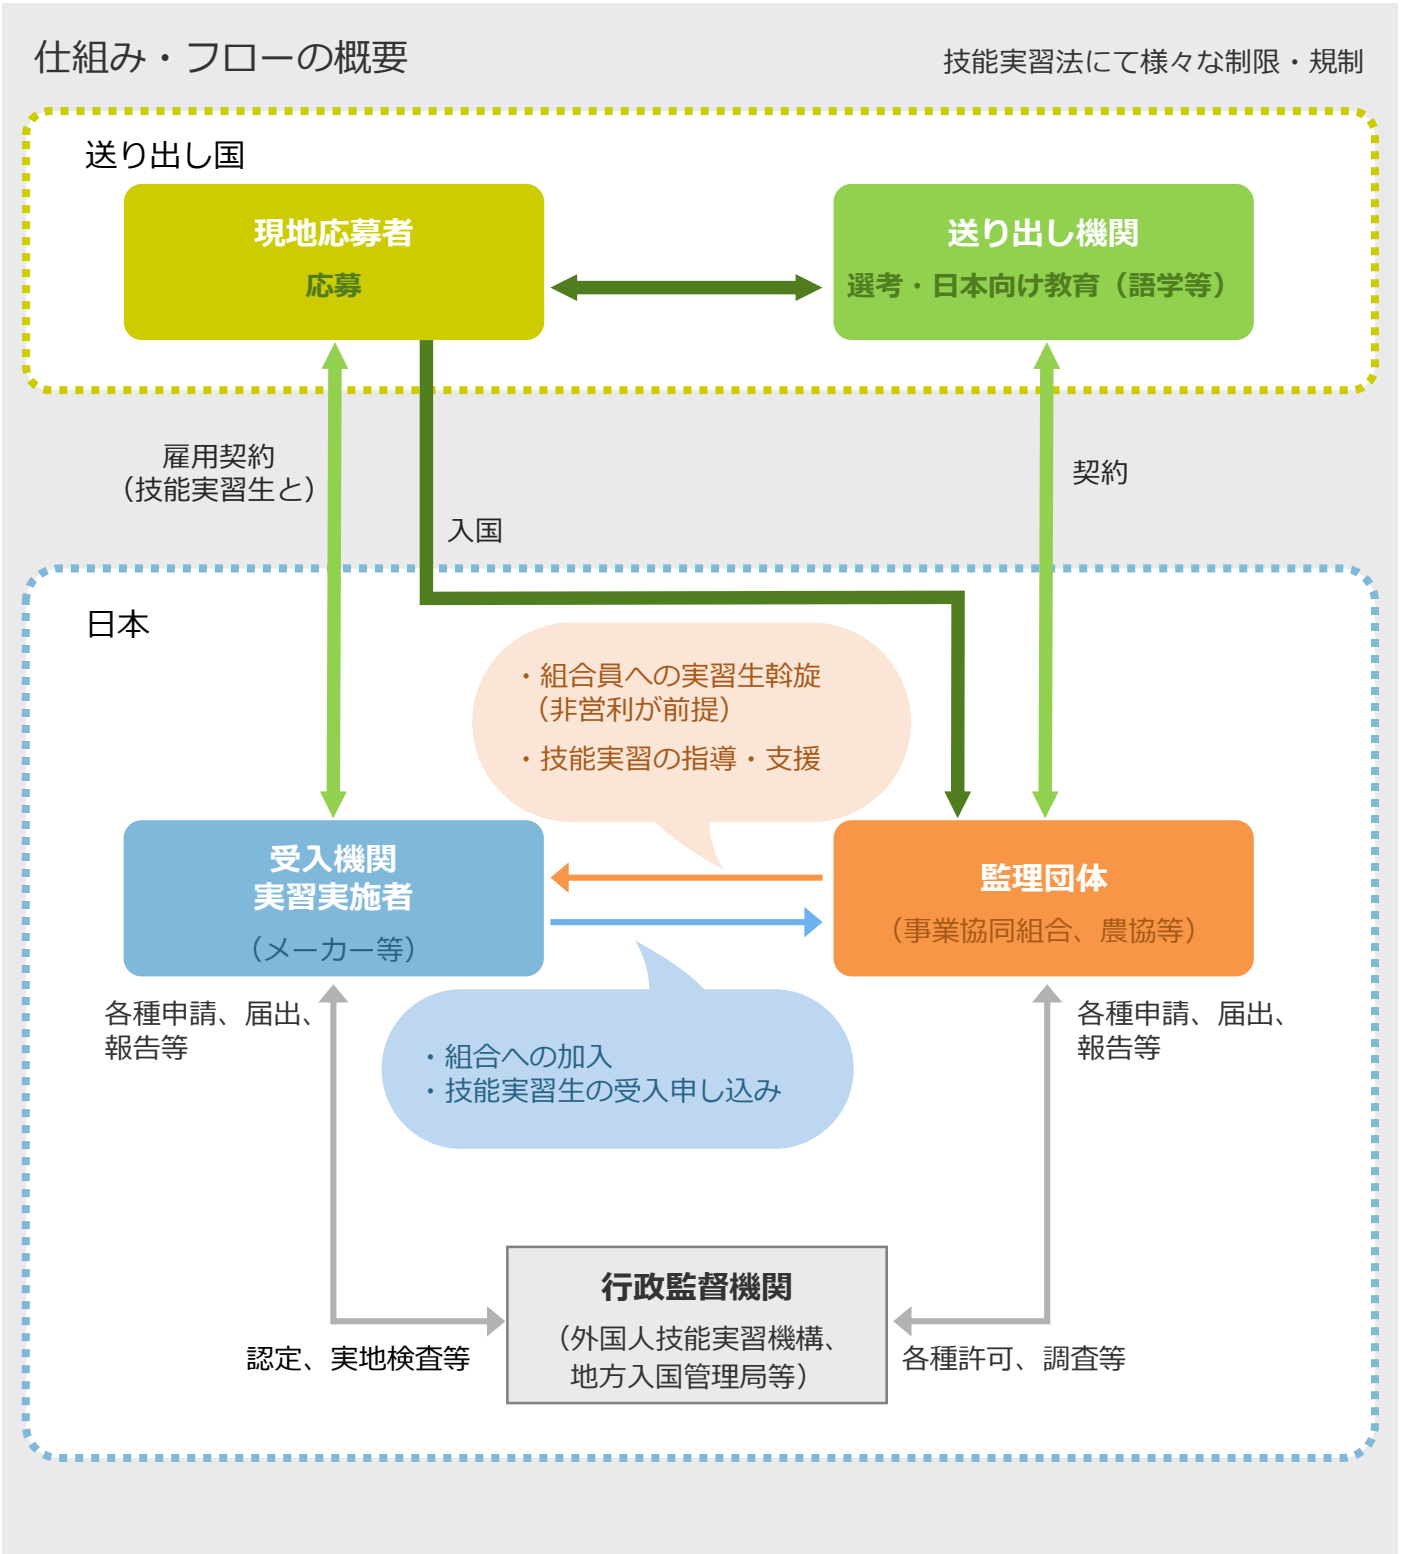 仕組み・フローの概要
技能実習法にて様々な制限・規制
送り出し国
現地応募者
応募
送り出し機関
選考・日本向け教育（語学等）
雇用契約
（技能実習生と）
契約
入国
日本
・組合員への実習生斡旋
（非営利が前提）
・技能実習の指導・支援
受入機関
実習実施者
（メーカー等）
監理団体
（事業協同組合、農協等）
各種申請、届出、
報告等
各種申請、届出、
報告等
・組合への加入
・技能実習生の受入申し込み
行政監督機関
（外国人技能実習機構、
地方入国管理局等）
認定、実地検査等
各種許可、調査等